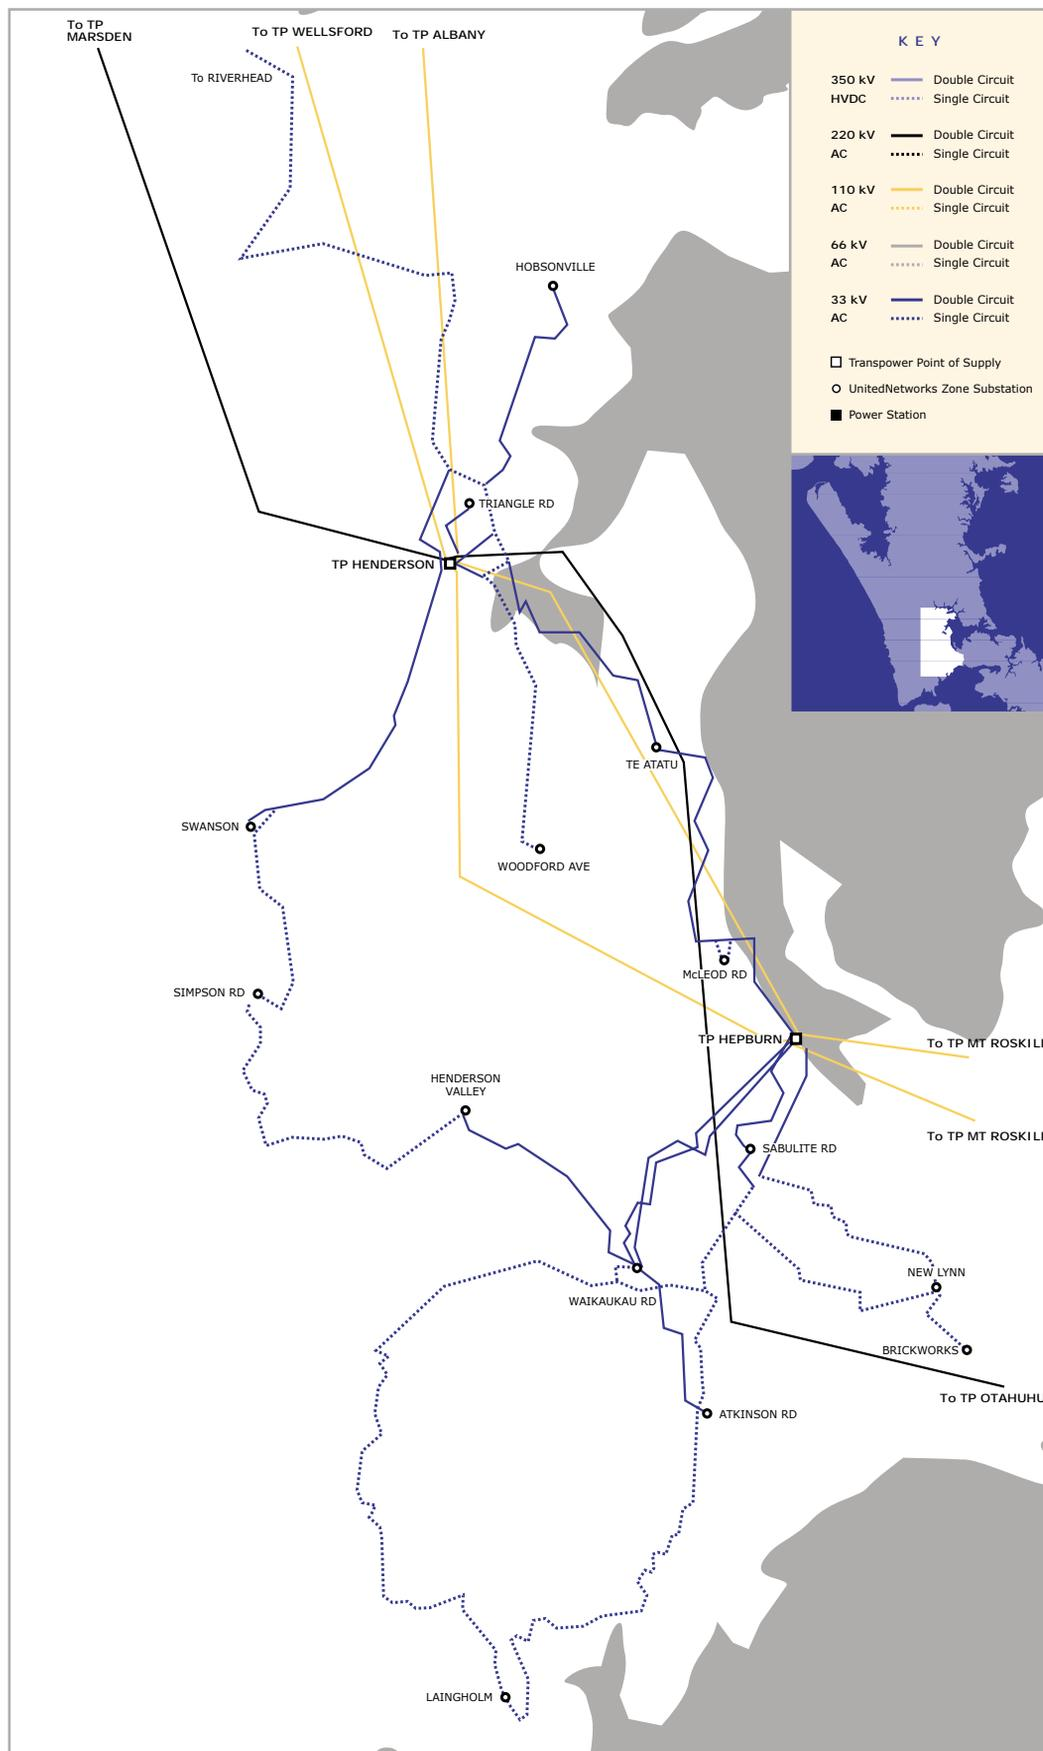 To TP
MARSDEN
To TP WELLSFORD
To TP ALBANY
To RIVERHEAD
KEY
350 kV Double Circuit
HVDC Single Circuit
220 kV Double Circuit
AC Single Circuit
110 kV Double Circuit
AC Single Circuit
66 kV Double Circuit
AC Single Circuit
33 kV Double Circuit
AC Single Circuit
Transpower Point of Supply
UnitedNetworks Zone Substation
Power Station
HOBSONVILLE
TRIANGLE RD
TP HENDERSON
TE ATATU
SWANSON
WOODFORD AVE
McLEOD RD
SIMPSON RD
TP HEPBURN
To TP MT ROSKILL
HENDERSON
VALLEY
To TP MT ROSKILL
SABULITE RD
NEW LYNN
WAIKAUKAU RD
BRICKWORKS
To TP OTAHUHU
ATKINSON RD
LAINGHOLM